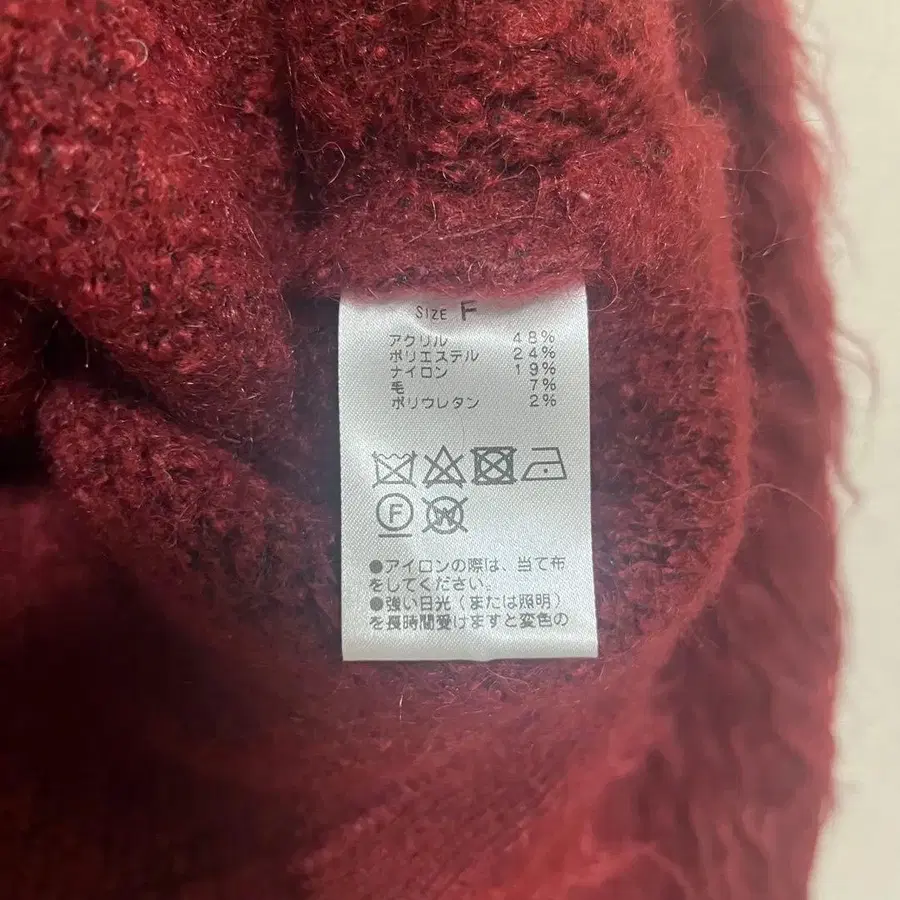 SIZE F
アクリル 48%
ポリエステル 24%
ナイロン 19%
毛 7%
ポリウレタン 2%
F W
●アイロンの際は、当て布
をしてください。
●強い日光(または照明)
を長時間受けますと変色の